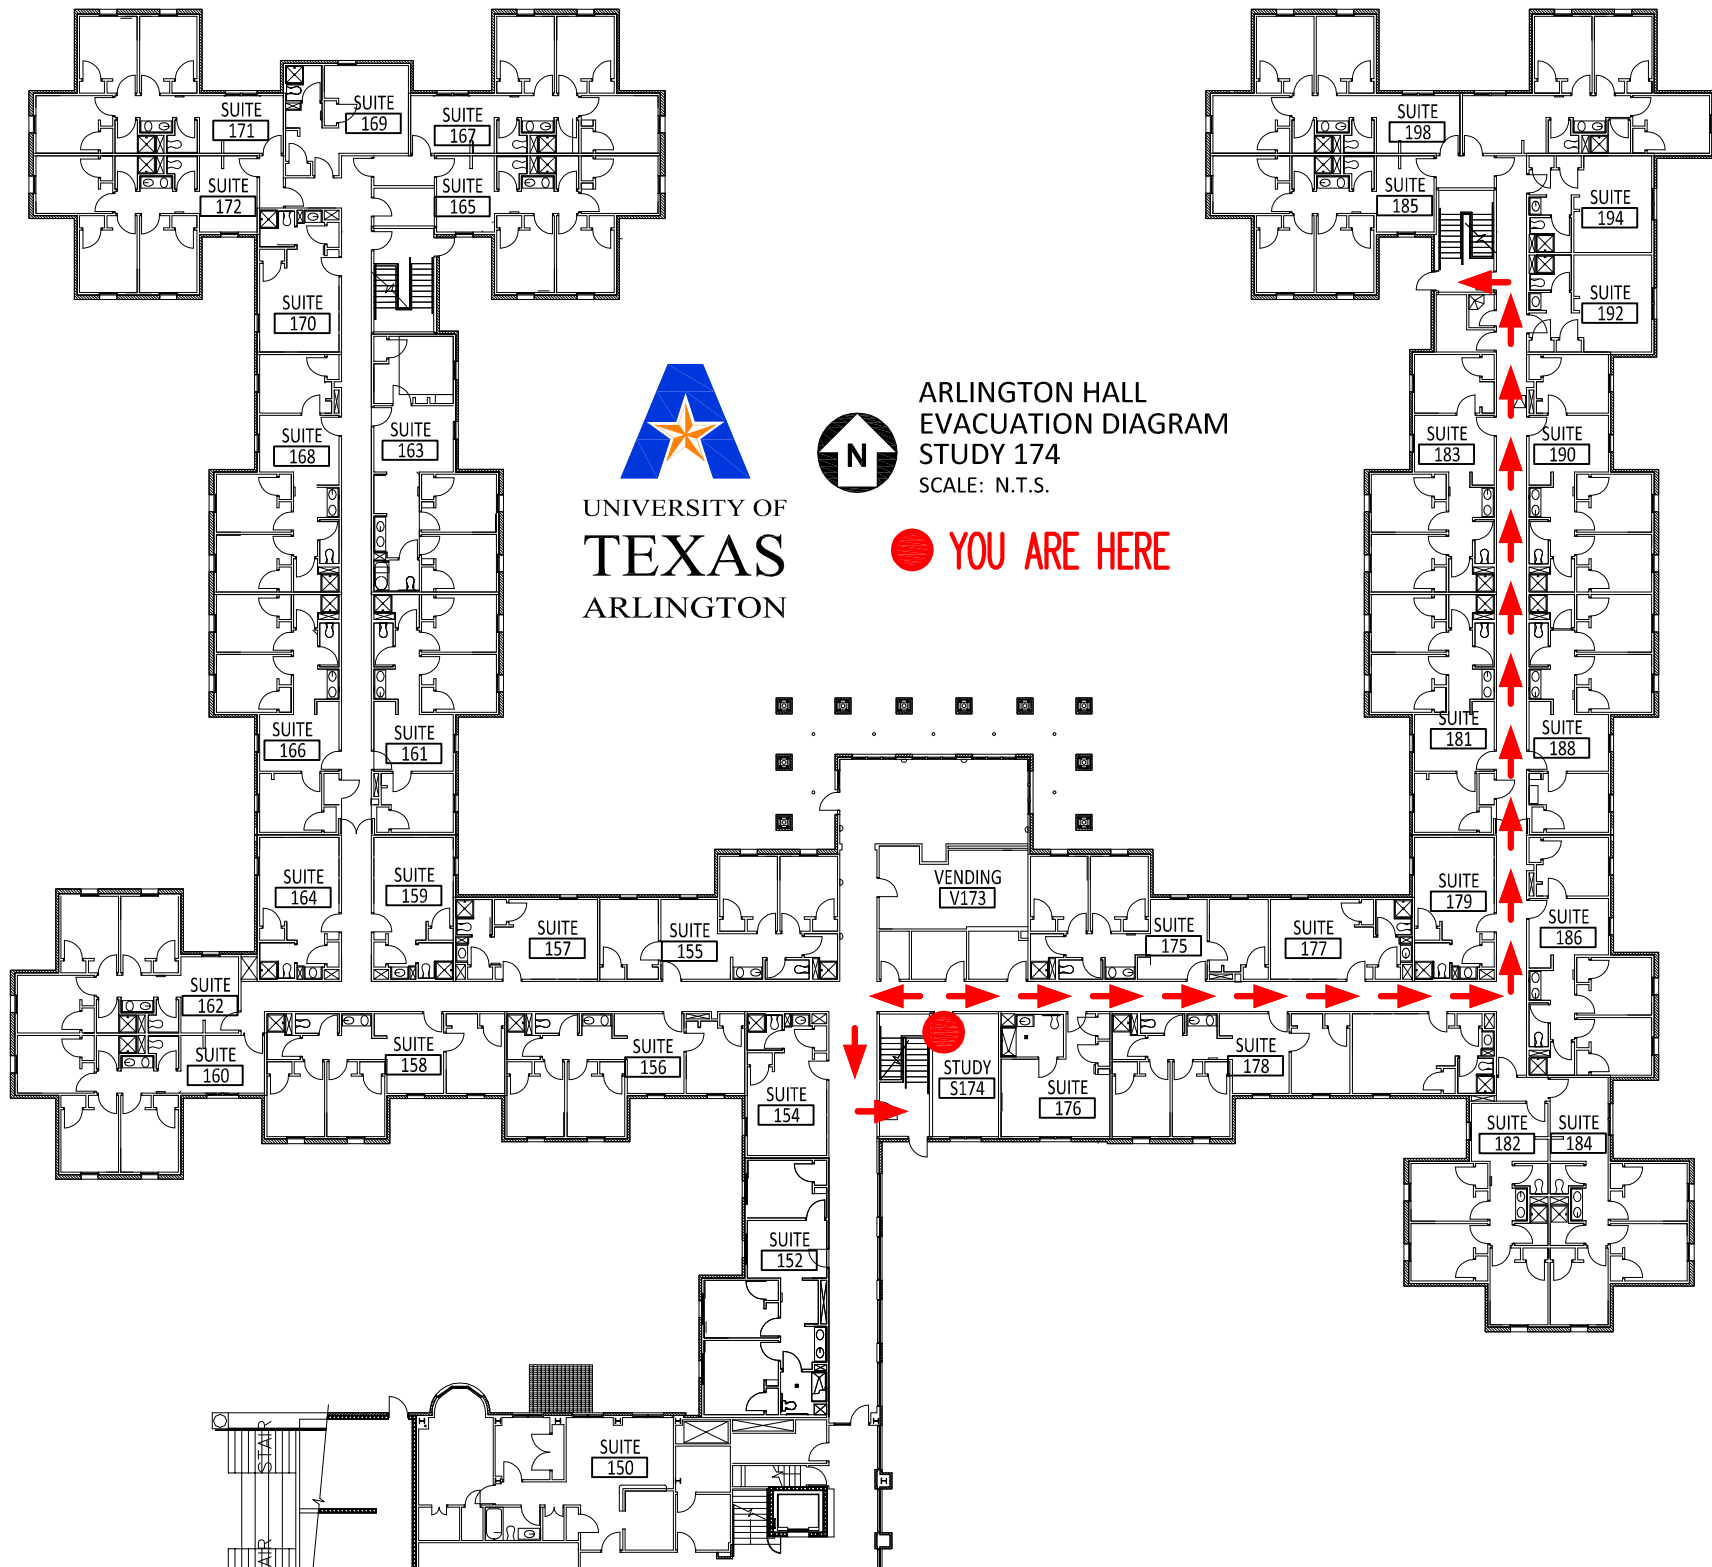 SUITE
171
SUITE
169
SUITE
167
SUITE
172
SUITE
165
SUITE
198
SUITE
185
SUITE
194
SUITE
170
SUITE
192
SUITE
168
SUITE
163
UNIVERSITY OF
TEXAS
ARLINGTON
N
ARLINGTON HALL
EVACUATION DIAGRAM
STUDY 174
SCALE: N.T.S.
YOU ARE HERE
SUITE
183
SUITE
190
SUITE
166
SUITE
161
SUITE
181
SUITE
188
SUITE
164
SUITE
159
VENDING
V173
SUITE
179
SUITE
157
SUITE
155
SUITE
175
SUITE
177
SUITE
186
SUITE
162
SUITE
160
SUITE
158
SUITE
156
STUDY
S174
SUITE
178
SUITE
154
SUITE
176
SUITE
182
SUITE
184
SUITE
152
SUITE
150
STAIR
AIR